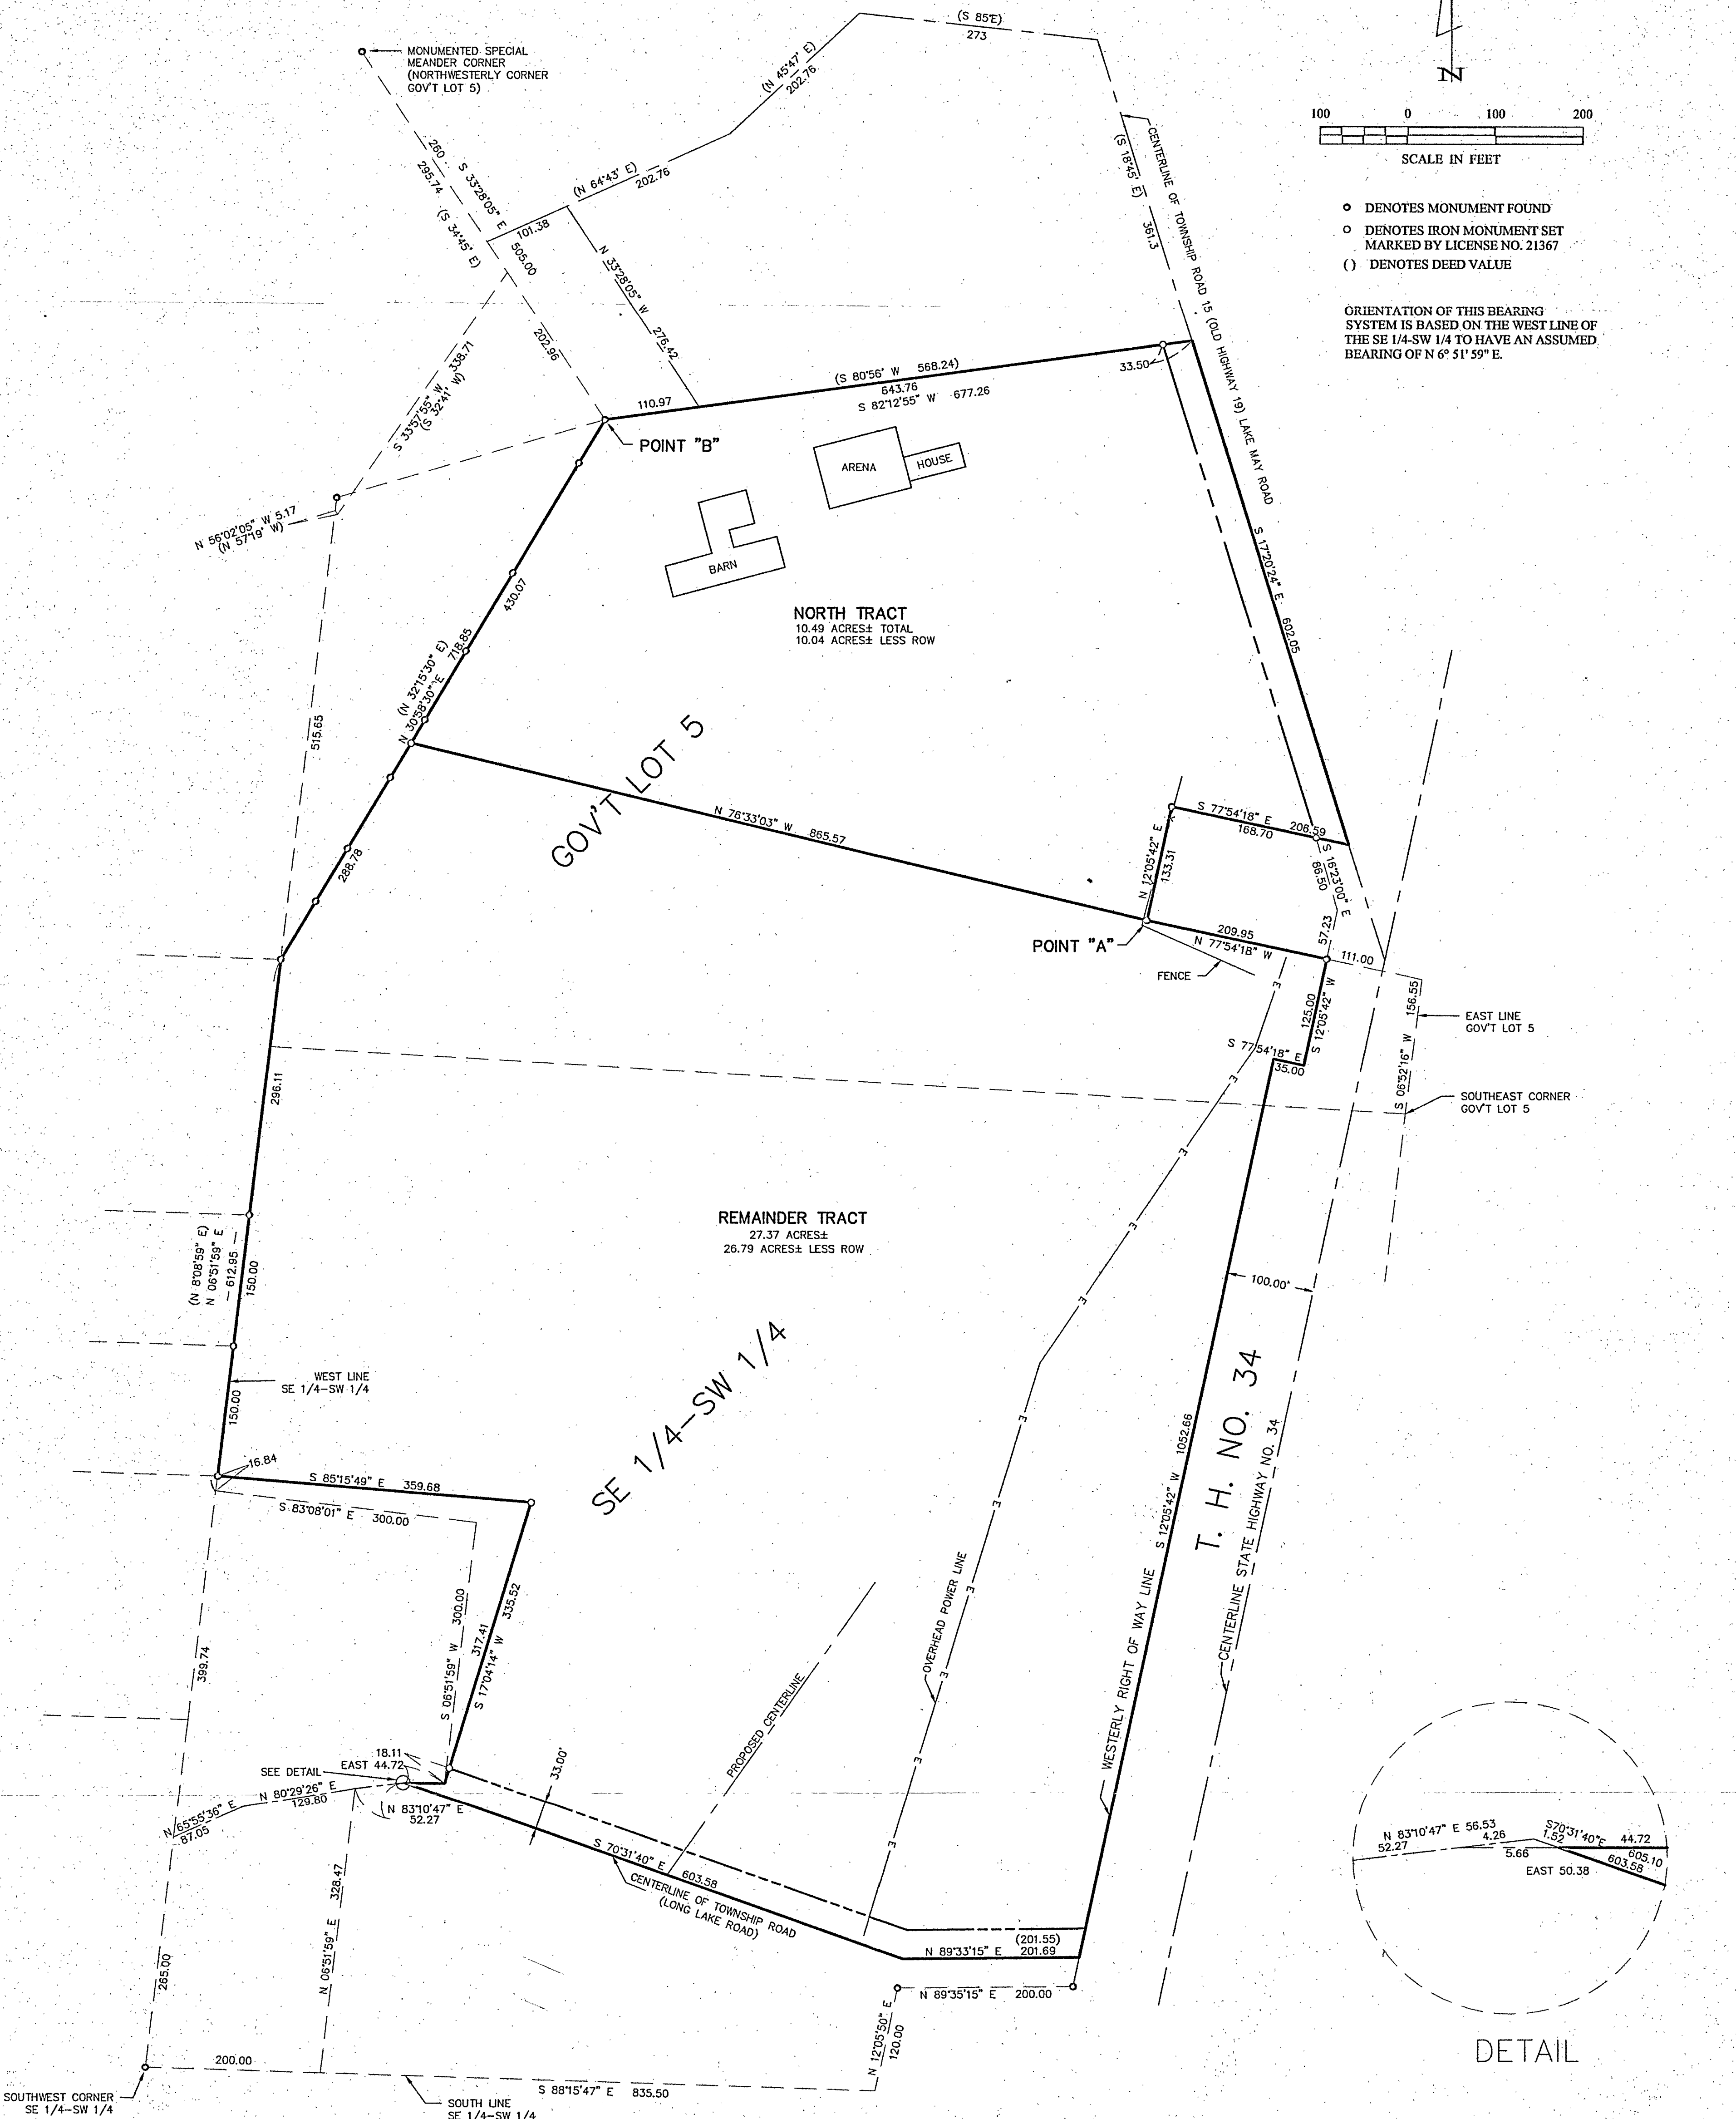 (S 85°E)
273
MONUMENTED SPECIAL
MEANDER CORNER
(NORTHWESTERLY CORNER
GOV'T LOT 5)
(N 45°47' E)
202.76
N
100 0 100 200
SCALE IN FEET
DENOTES MONUMENT FOUND
DENOTES IRON MONUMENT SET
MARKED BY LICENSE NO. 21367
( ) DENOTES DEED VALUE
ORIENTATION OF THIS BEARING
SYSTEM IS BASED ON THE WEST LINE OF
THE SE 1/4-SW 1/4 TO HAVE AN ASSUMED
BEARING OF N 6° 51' 59" E.
260
S 33°28'05" E
295.74
(S 34°45' E)
505.00
101.38
(N 64°43' E)
202.76
N 33°28'05" W
276.42
202.96
CENTERLINE OF TOWNSHIP ROAD 15 (OLD HIGHWAY 19) LAKE MAY ROAD
(S 18°45' E)
361.3
33.50
(S 80°56' W 568.24)
643.76
S 82°12'55" W 677.26
110.97
S 33°57'55" W 338.71
(S 32°41' W)
POINT "B"
ARENA
HOUSE
BARN
N 56°02'05" W 5.17
(N 57°19' W)
S 17°20'24" E 602.05
430.07
NORTH TRACT
10.49 ACRES± TOTAL
10.04 ACRES± LESS ROW
(N 32°15'30" E)
N 30°58'30" E 718.85
515.65
GOV'T LOT 5
N 76°33'03" W 865.57
288.78
S 77°54'18" E 206.59
168.70
N 12°05'42" E
133.31
S 16°23'00" E
86.50
57.23
209.95
N 77°54'18" W
111.00
POINT "A"
FENCE
125.00
S 12°05'42" W
S 06°52'16" W 156.55
EAST LINE
GOV'T LOT 5
S 77°54'18" E
35.00
SOUTHEAST CORNER
GOV'T LOT 5
296.11
REMAINDER TRACT
27.37 ACRES±
26.79 ACRES± LESS ROW
(N 8°08'59" E)
N 06°51'59" E
612.95
150.00
100.00'
SE 1/4-SW 1/4
T. H. NO. 34
WEST LINE
SE 1/4-SW 1/4
150.00
16.84
S 85°15'49" E 359.68
S 83°08'01" E 300.00
S 12°05'42" W 1052.66
WESTERLY RIGHT OF WAY LINE
CENTERLINE STATE HIGHWAY NO. 34
OVERHEAD POWER LINE
PROPOSED CENTERLINE
S 06°51'59" W 300.00
317.41
S 17°04'14" W 335.52
399.74
18.11
EAST 44.72
SEE DETAIL
33.00'
N 65°55'36" E
87.05
N 80°29'26" E
129.80
N 83°10'47" E
52.27
S 70°31'40" E 603.58
CENTERLINE OF TOWNSHIP ROAD
(LONG LAKE ROAD)
(201.55)
N 89°33'15" E 201.69
N 89°35'15" E 200.00
N 12°05'50" E
120.00
N 06°51'59" E 328.47
265.00
200.00
SOUTHWEST CORNER
SE 1/4-SW 1/4
S 88°15'47" E 835.50
SOUTH LINE
SE 1/4-SW 1/4
N 83°10'47" E 56.53
52.27
4.26
S70°31'40"E
1.52
44.72
5.66
605.10
603.58
EAST 50.38
DETAIL
E E E E E E E E E E E E